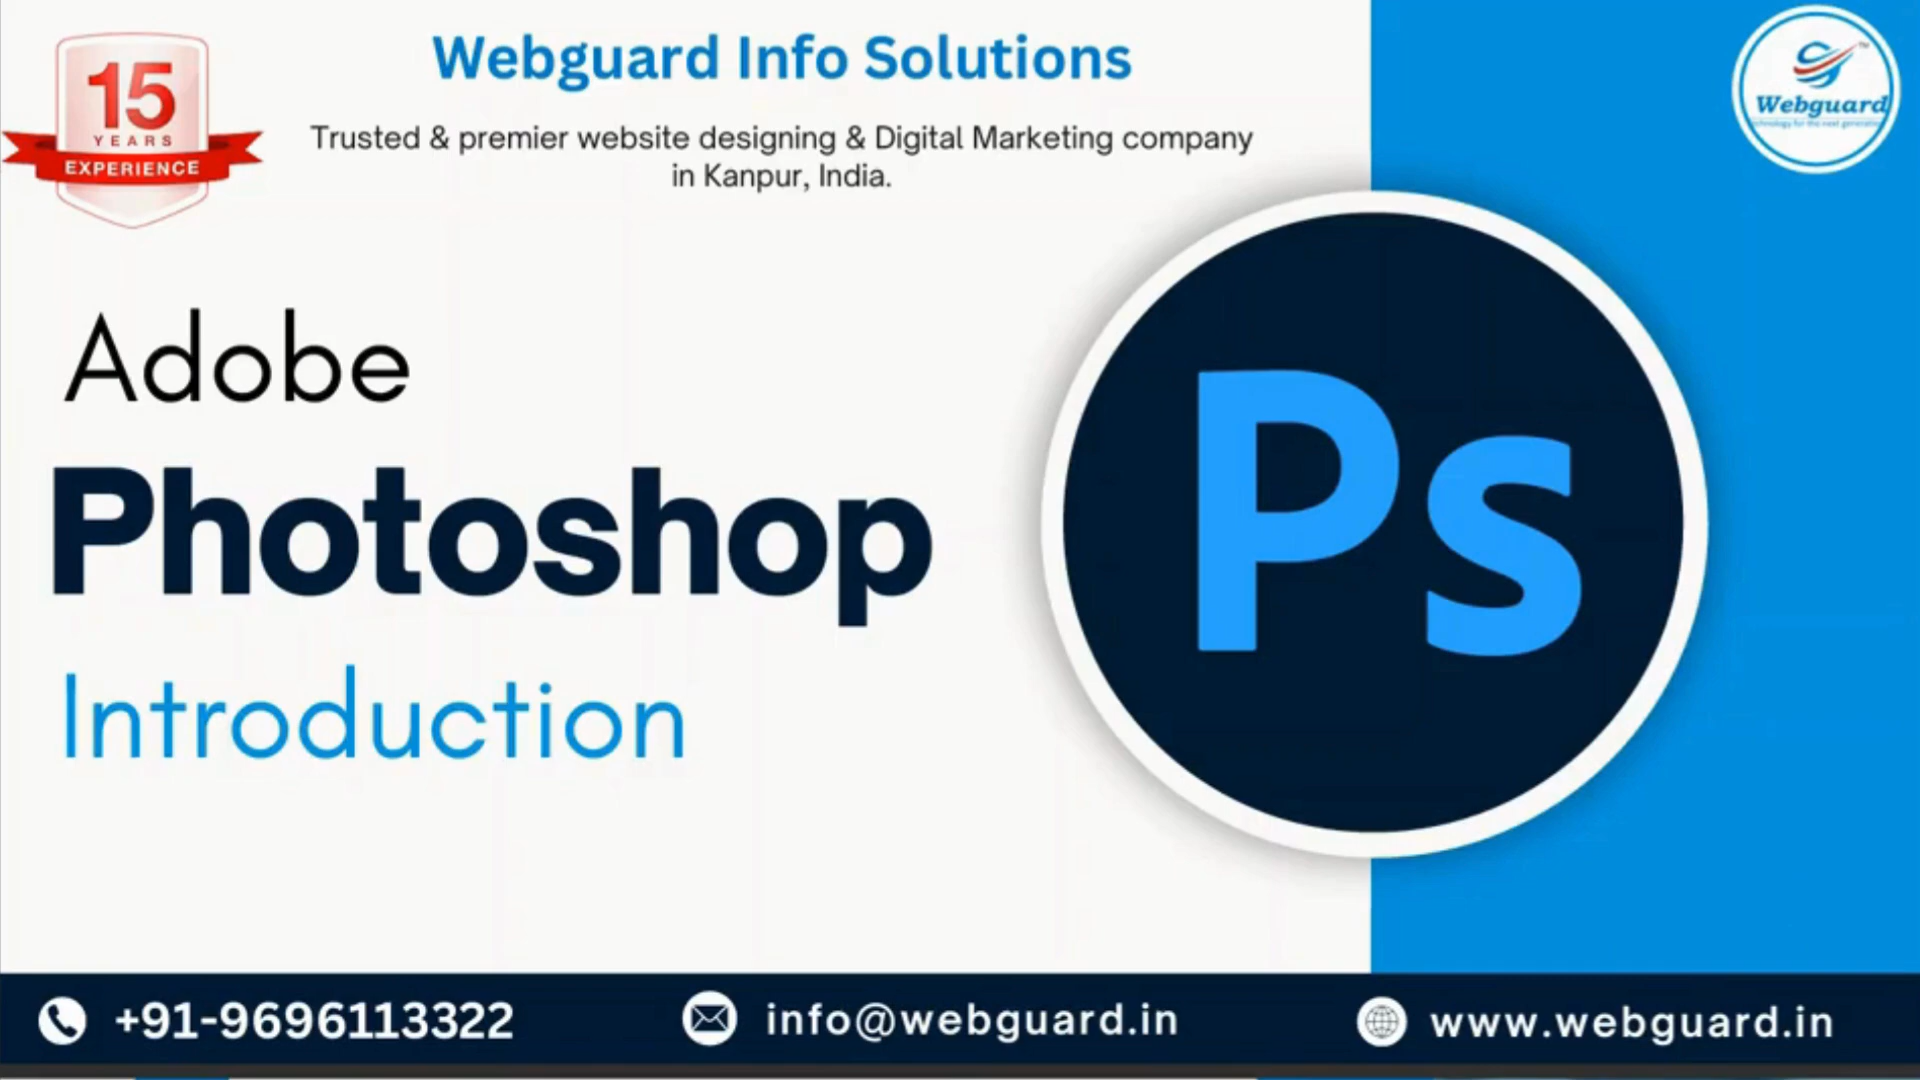 15
YEARS
EXPERIENCE
Webguard Info Solutions
Trusted & premier website designing & Digital Marketing company
in Kanpur, India.
Webguard
TM
Adobe
Photoshop
Introduction
Ps
+91-9696113322
info@webguard.in
www.webguard.in